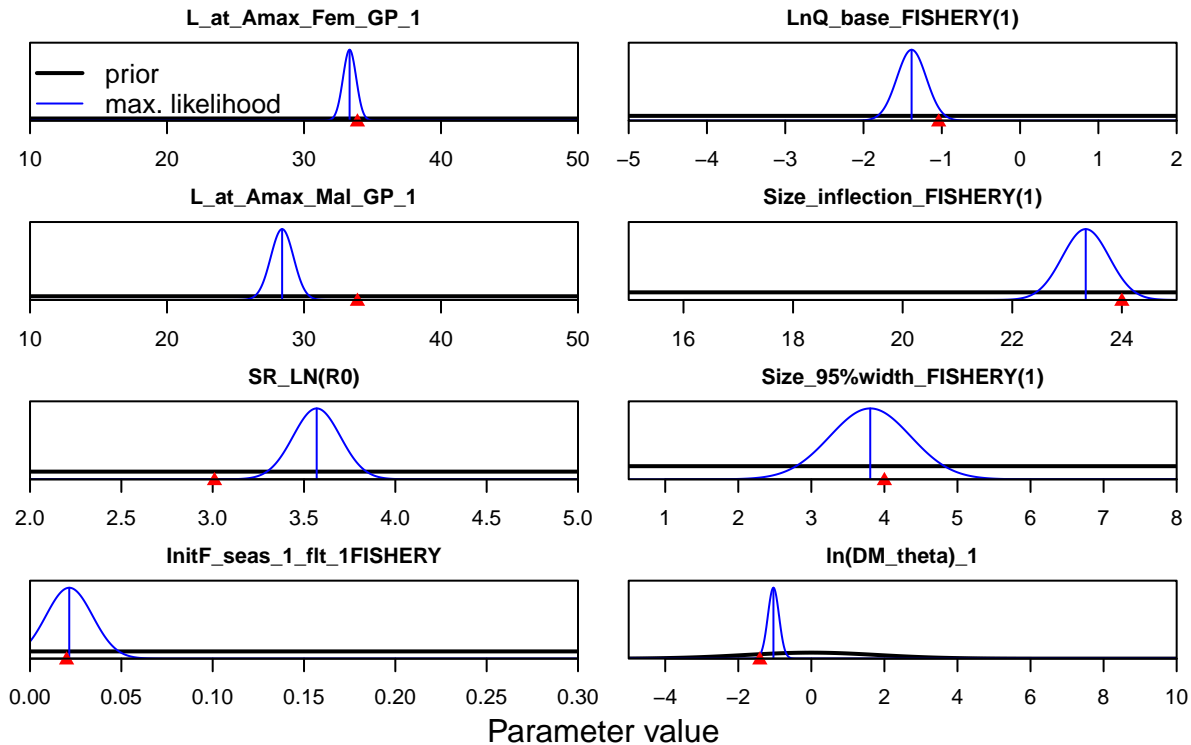 L_at_Amax_Fem_GP_1
prior
max. likelihood
10 20 30 40 50
LnQ_base_FISHERY(1)
−5 −4 −3 −2 −1 0 1 2
L_at_Amax_Mal_GP_1
10 20 30 40 50
Size_inflection_FISHERY(1)
16 18 20 22 24
SR_LN(R0)
2.0 2.5 3.0 3.5 4.0 4.5 5.0
Size_95%width_FISHERY(1)
1 2 3 4 5 6 7 8
InitF_seas_1_flt_1FISHERY
0.00 0.05 0.10 0.15 0.20 0.25 0.30
ln(DM_theta)_1
−4 −2 0 2 4 6 8 10
Parameter value